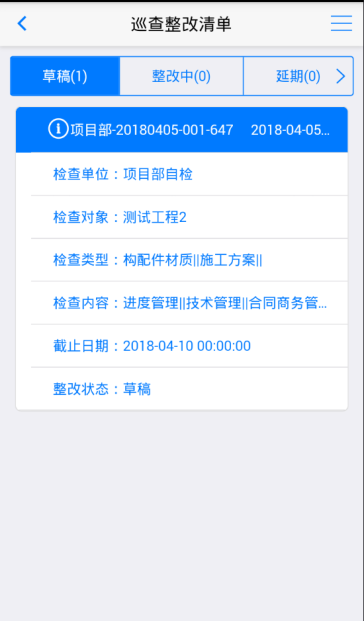 巡查整改清单
草稿(1) 整改中(0) 延期(0)
项目部-20180405-001-647 2018-04-05...
检查单位：项目部自检
检查对象：测试工程2
检查类型：构配件材质||施工方案||
检查内容：进度管理||技术管理||合同商务管...
截止日期：2018-04-10 00:00:00
整改状态：草稿